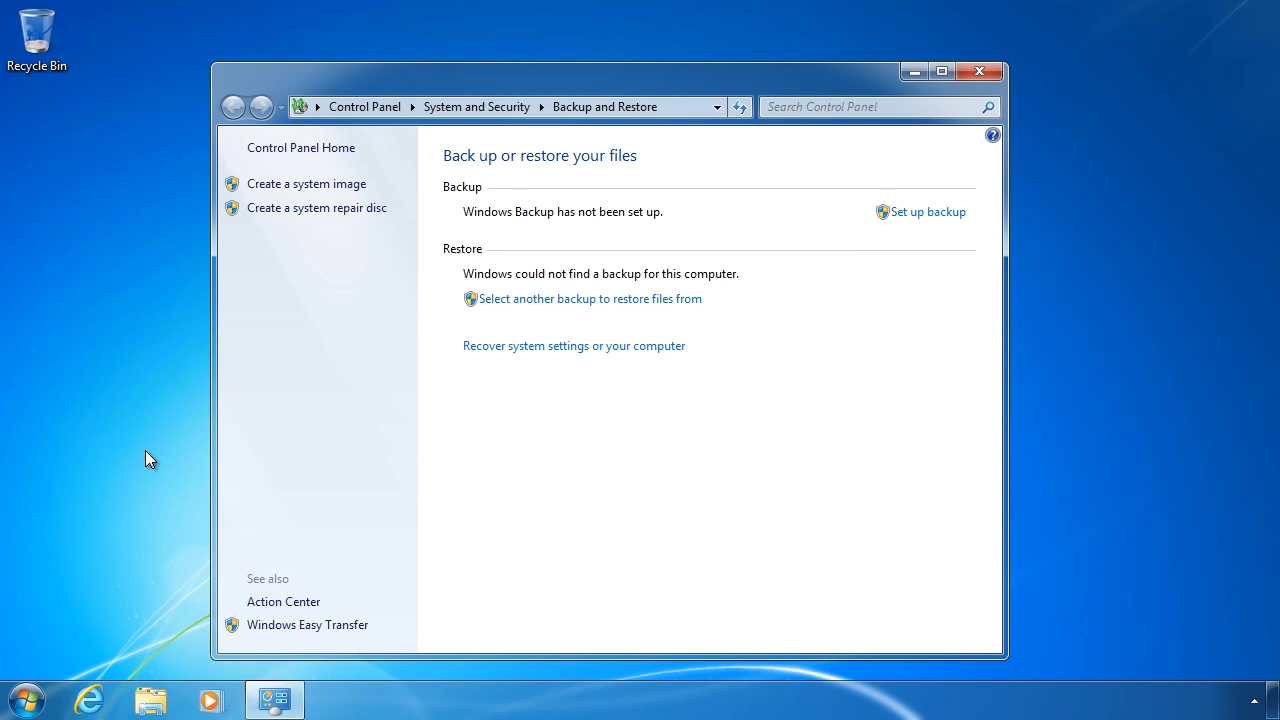 Recycle Bin
Control Panel System and Security Backup and Restore
Search Control Panel
Control Panel Home
Create a system image
Create a system repair disc
Back up or restore your files
Backup
Windows Backup has not been set up.
Set up backup
Restore
Windows could not find a backup for this computer.
Select another backup to restore files from
Recover system settings or your computer
See also
Action Center
Windows Easy Transfer